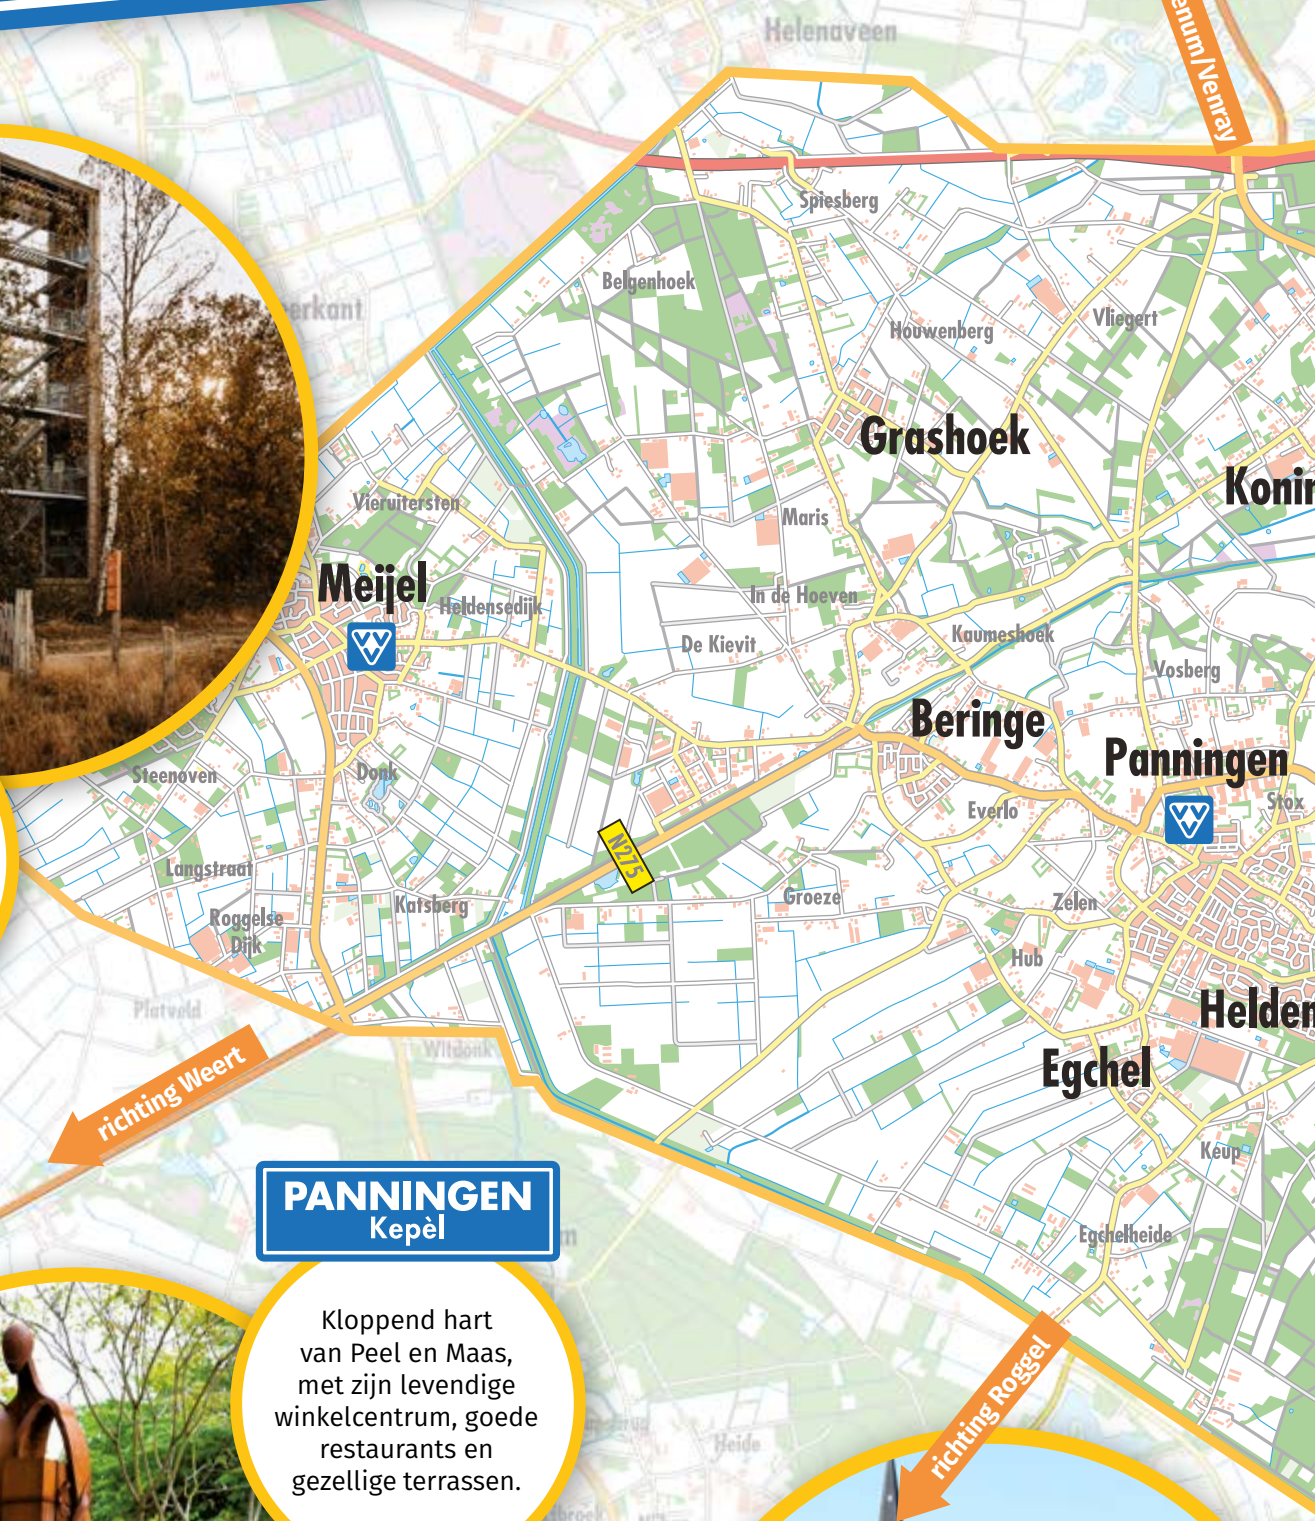 Helenaveen
enum/Venray
Spiesberg
Belgenhoek
erkant
Houwenberg
Vliegert
Grashoek
Konin
Vieruitersten
Maris
Meijel
Heldensedijk
In de Hoeven
De Kievit
Kaumeshoek
Vosberg
Beringe
Panningen
Steenoven
Donk
Everlo
Stox
N275
Langstraat
Katsberg
Groeze
Zelen
Roggelse
Dijk
Hub
Platveld
Helden
Witdonk
Egchel
richting Weert
Keup
PANNINGEN
Kepèl
m
Egchelheide
Kloppend hart
van Peel en Maas,
met zijn levendige
winkelcentrum, goede
restaurants en
gezellige terrassen.
richting Roggel
Heide